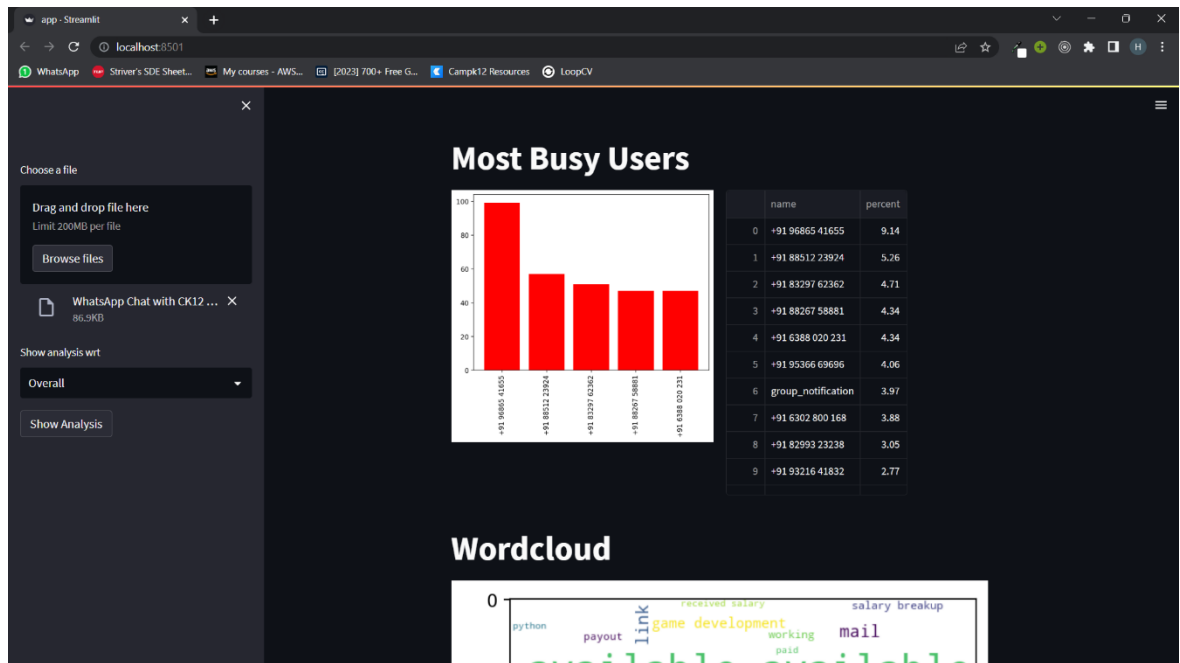 app - Streamlit
localhost:8501
WhatsApp Striver's SDE Sheet... My courses - AWS... [2023] 700+ Free G... Campk12 Resources LoopCV
H
Choose a file
Drag and drop file here
Limit 200MB per file
Browse files
WhatsApp Chat with CK12 ...
86.9KB
Show analysis wrt
Overall
Show Analysis
Most Busy Users
100
80
60
40
20
0
+91 96865 41655
+91 88512 23924
+91 83297 62362
+91 88267 58881
+91 6388 020 231
name percent
0 +91 96865 41655 9.14
1 +91 88512 23924 5.26
2 +91 83297 62362 4.71
3 +91 88267 58881 4.34
4 +91 6388 020 231 4.34
5 +91 95366 69696 4.06
6 group_notification 3.97
7 +91 6302 800 168 3.88
8 +91 82993 23238 3.05
9 +91 93216 41832 2.77
Wordcloud
0
received salary
salary breakup
link
python
game development
payout
working
mail
paid
available available